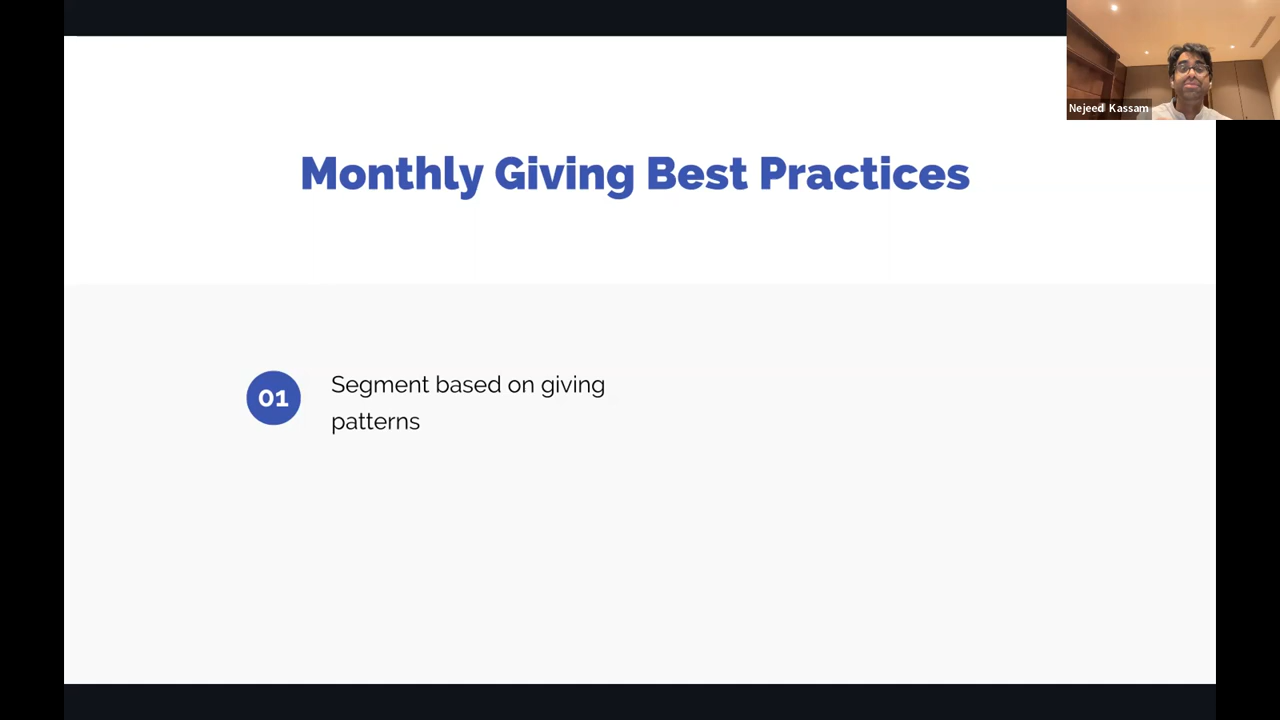 Nejeed Kassam
Monthly Giving Best Practices
01
Segment based on giving
patterns